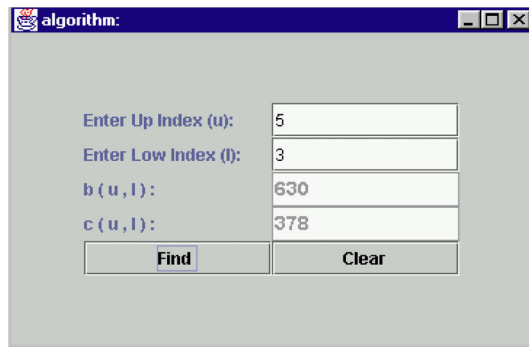 algorithm:
Enter Up Index (u): 5
Enter Low Index (l): 3
b ( u , l ) : 630
c ( u , l ) : 378
Find Clear